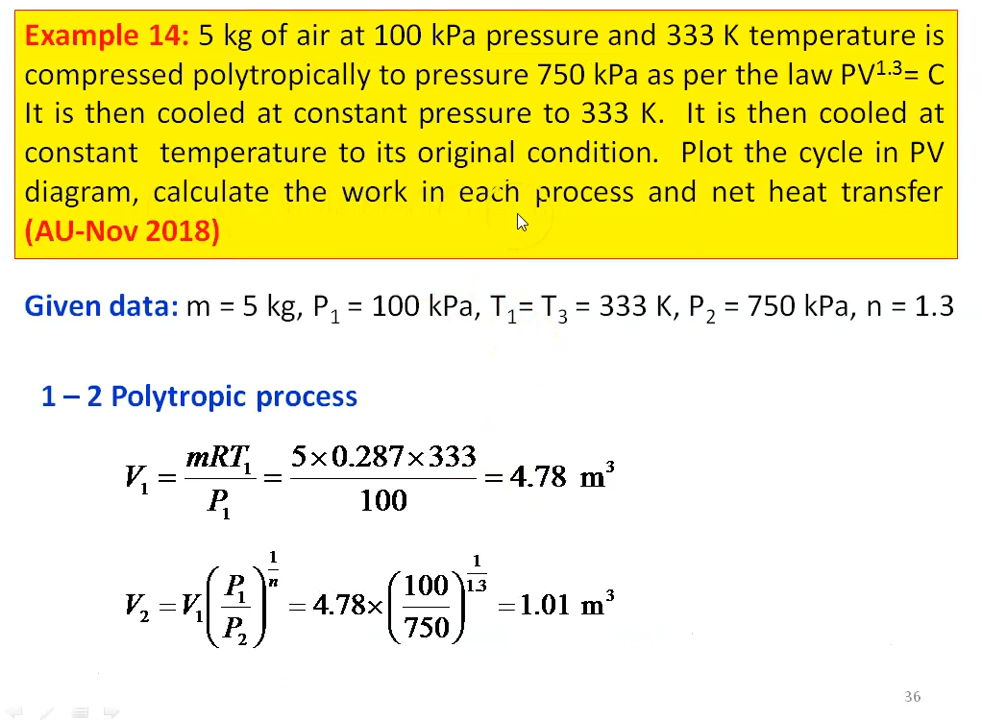 Example 14: 5 kg of air at 100 kPa pressure and 333 K temperature is
compressed polytropically to pressure 750 kPa as per the law PV^1.3= C
It is then cooled at constant pressure to 333 K. It is then cooled at
constant temperature to its original condition. Plot the cycle in PV
diagram, calculate the work in each process and net heat transfer
(AU-Nov 2018)
Given data: m = 5 kg, P₁ = 100 kPa, T₁= T₃ = 333 K, P₂ = 750 kPa, n = 1.3
1 – 2 Polytropic process
V₁ = mRT₁/P₁ = 5×0.287×333/100 = 4.78 m³
V₂ = V₁(P₁/P₂)^(1/n) = 4.78×(100/750)^(1/1.3) = 1.01 m³
36